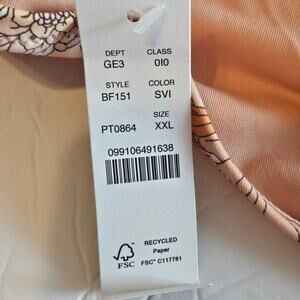 DEPT CLASS
GE3 0I0
STYLE COLOR
BF151 SVI
SIZE
PT0864 XXL
099106491638
RECYCLED
Paper
FSC FSC® C117781